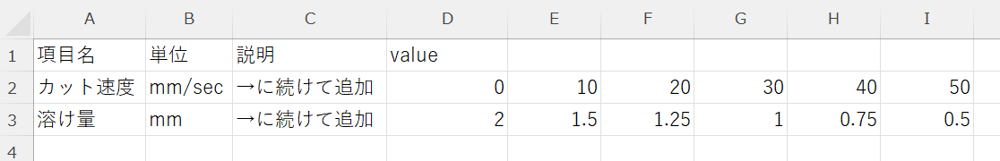 A B C D E F G H I
1 項目名 単位 説明 value
2 カット速度 mm/sec →に続けて追加 0 10 20 30 40 50
3 溶け量 mm →に続けて追加 2 1.5 1.25 1 0.75 0.5
4